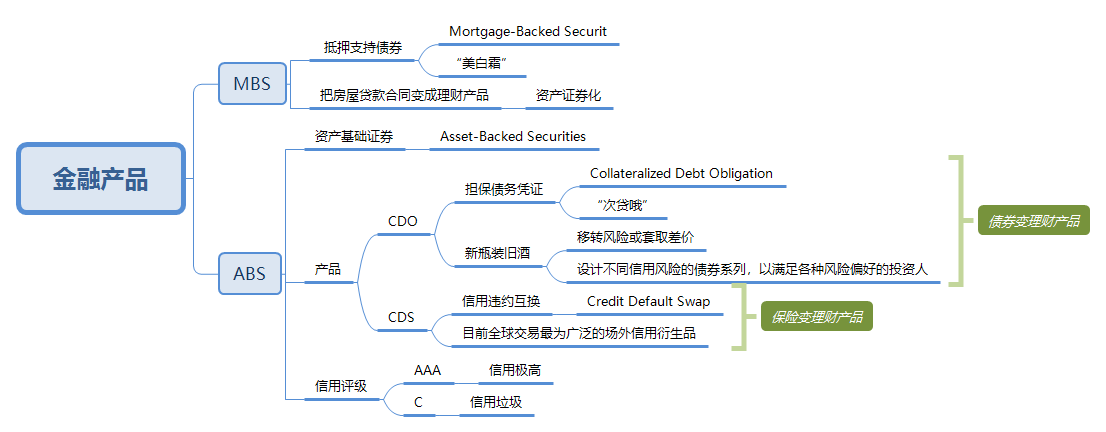 金融产品
MBS
抵押支持债券
Mortgage-Backed Securit
“美白霜”
把房屋贷款合同变成理财产品
资产证券化
ABS
资产基础证券
Asset-Backed Securities
产品
CDO
担保债务凭证
Collateralized Debt Obligation
“次贷哦”
新瓶装旧酒
移转风险或套取差价
设计不同信用风险的债券系列，以满足各种风险偏好的投资人
债券变理财产品
CDS
信用违约互换
Credit Default Swap
目前全球交易最为广泛的场外信用衍生品
保险变理财产品
信用评级
AAA
信用极高
C
信用垃圾